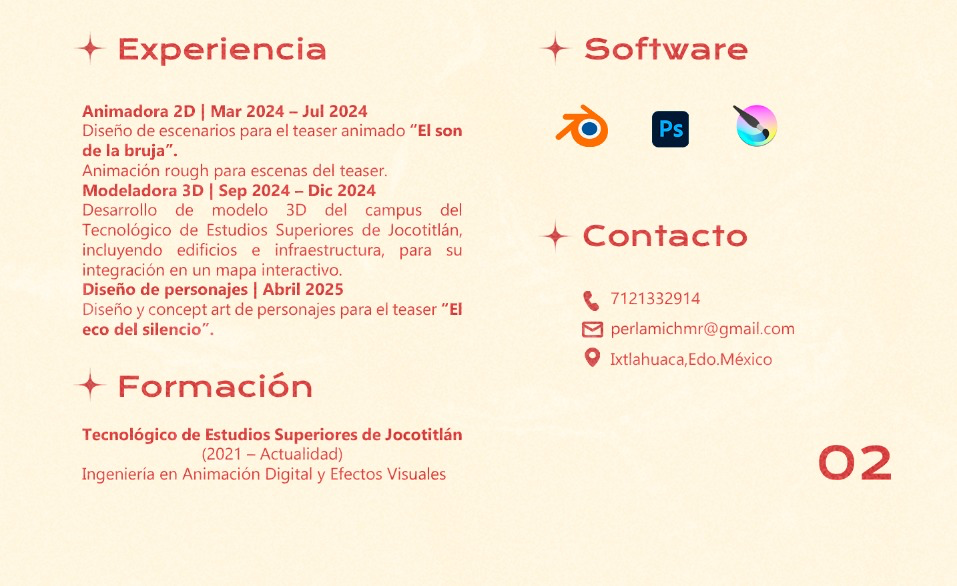 Experiencia
Animadora 2D | Mar 2024 – Jul 2024
Diseño de escenarios para el teaser animado “El son
de la bruja”.
Animación rough para escenas del teaser.
Modeladora 3D | Sep 2024 – Dic 2024
Desarrollo de modelo 3D del campus del
Tecnológico de Estudios Superiores de Jocotitlán,
incluyendo edificios e infraestructura, para su
integración en un mapa interactivo.
Diseño de personajes | Abril 2025
Diseño y concept art de personajes para el teaser “El
eco del silencio”.
Formación
Tecnológico de Estudios Superiores de Jocotitlán
(2021 – Actualidad)
Ingeniería en Animación Digital y Efectos Visuales
Software
Ps
Contacto
7121332914
perlamichmr@gmail.com
Ixtlahuaca,Edo.México
02